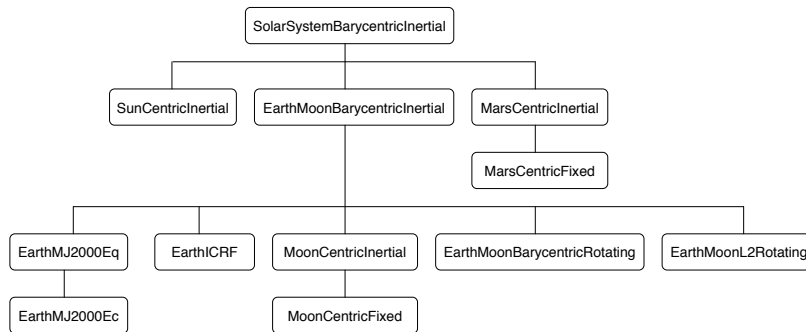 SolarSystemBarycentricInertial
SunCentricInertial
EarthMoonBarycentricInertial
MarsCentricInertial
MarsCentricFixed
EarthMJ2000Eq
EarthICRF
MoonCentricInertial
EarthMoonBarycentricRotating
EarthMoonL2Rotating
EarthMJ2000Ec
MoonCentricFixed